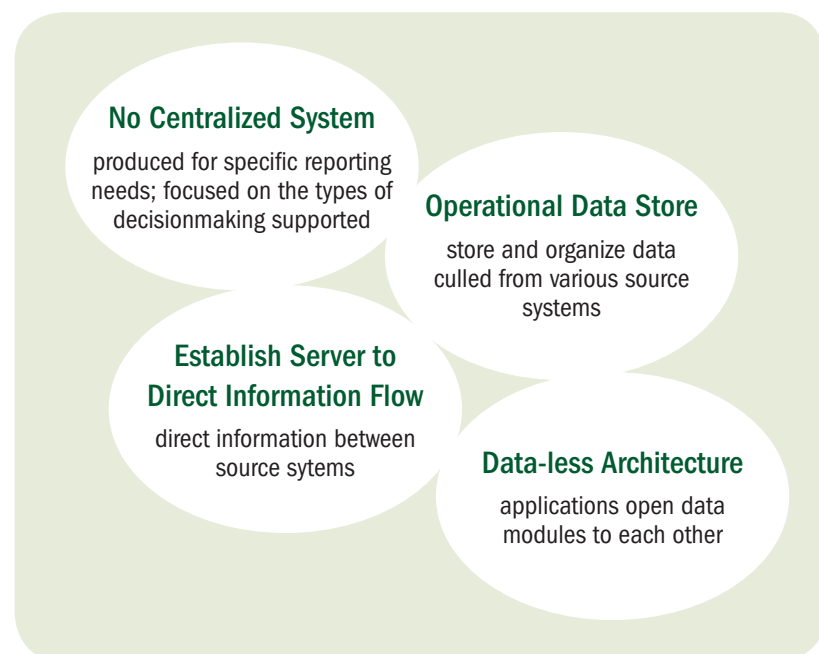 No Centralized System
produced for specific reporting
needs; focused on the types of
decisionmaking supported
Operational Data Store
store and organize data
culled from various source
systems
Establish Server to
Direct Information Flow
direct information between
source sytems
Data-less Architecture
applications open data
modules to each other